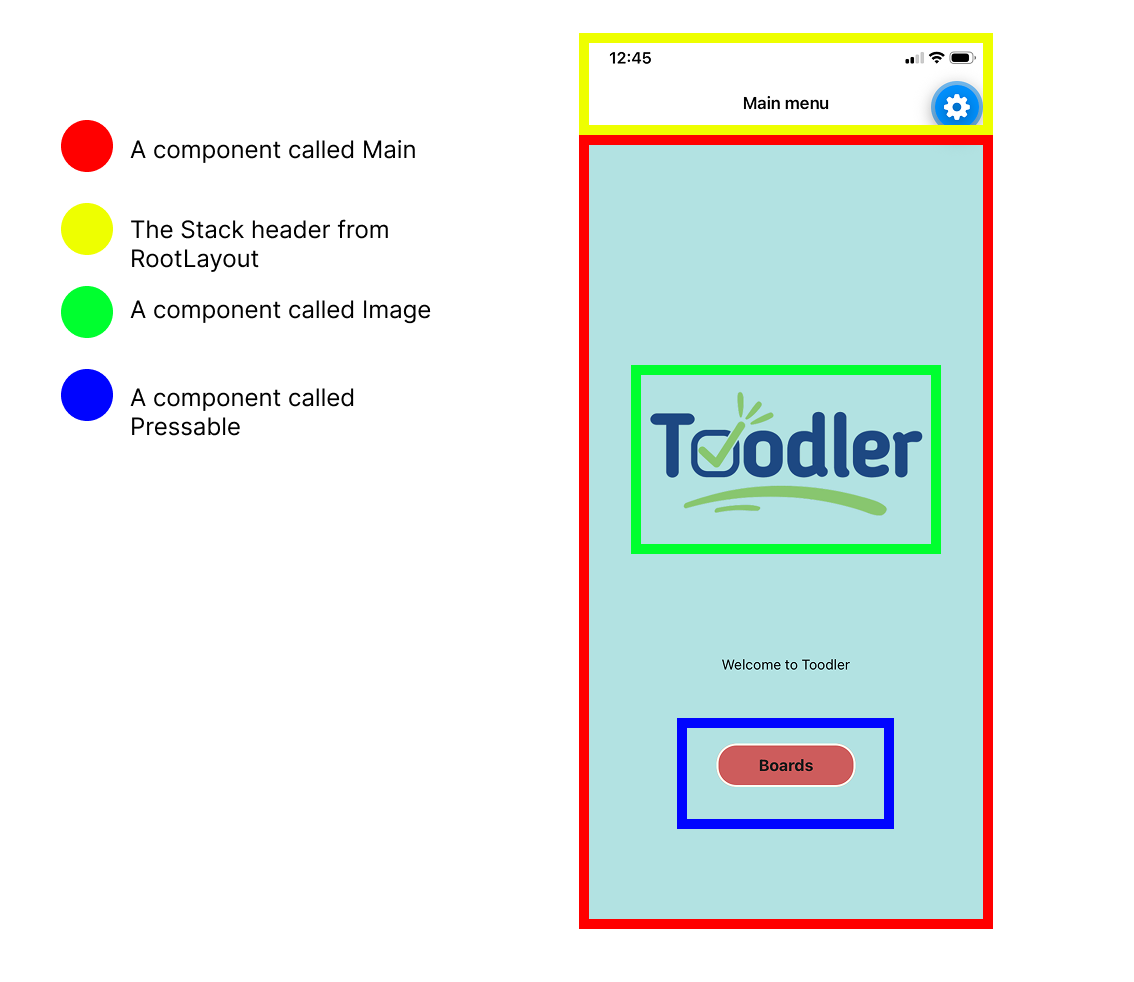 A component called Main
The Stack header from
RootLayout
A component called Image
A component called
Pressable
12:45
Main menu
Toodler
Welcome to Toodler
Boards